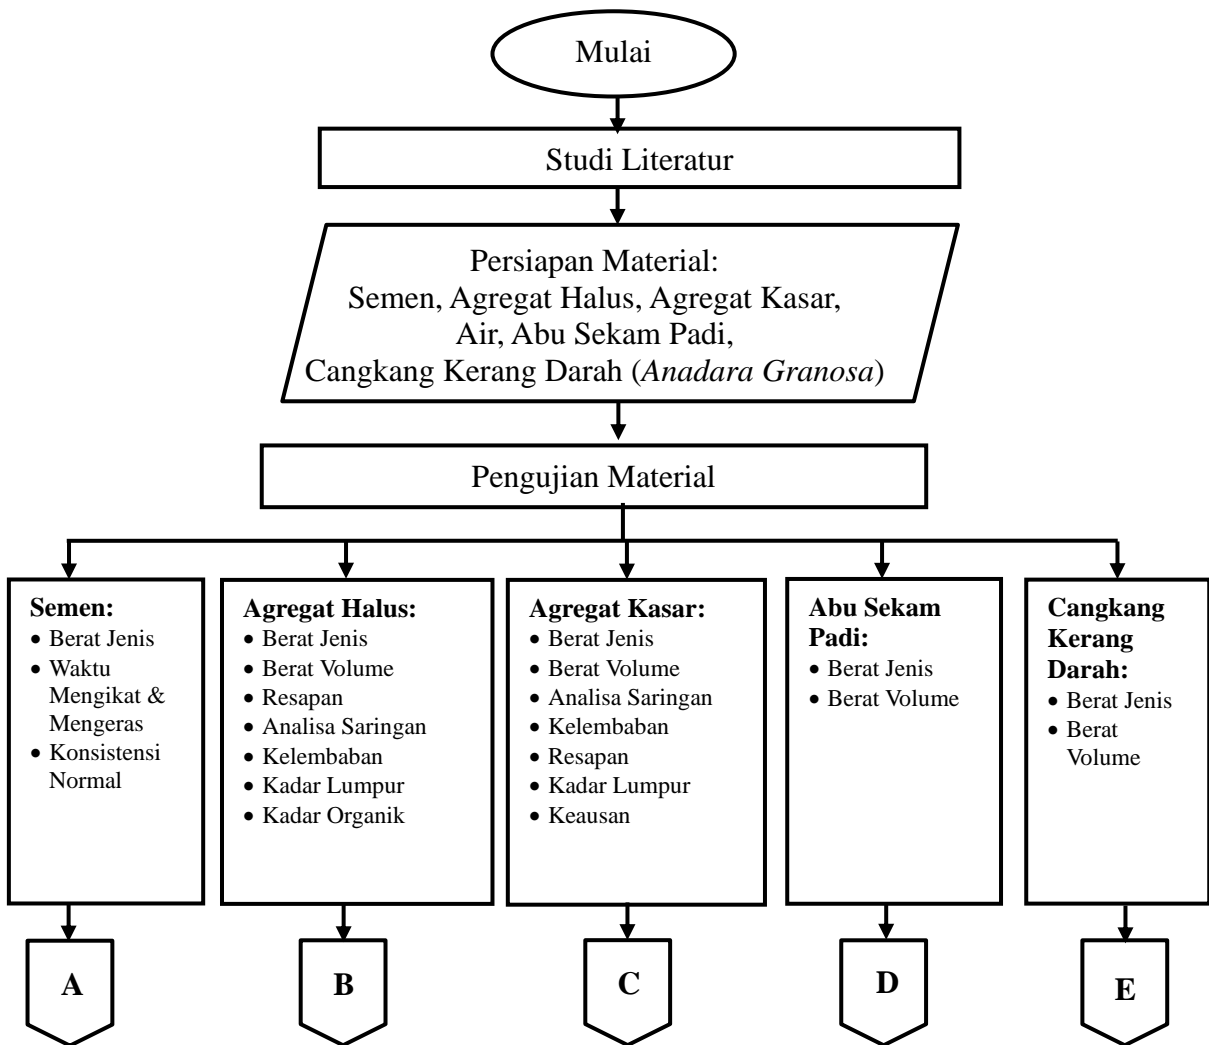 Mulai
Studi Literatur
Persiapan Material:
Semen, Agregat Halus, Agregat Kasar,
Air, Abu Sekam Padi,
Cangkang Kerang Darah (Anadara Granosa)
Pengujian Material
Semen:
• Berat Jenis
• Waktu
Mengikat &
Mengeras
• Konsistensi
Normal
Agregat Halus:
• Berat Jenis
• Berat Volume
• Resapan
• Analisa Saringan
• Kelembaban
• Kadar Lumpur
• Kadar Organik
Agregat Kasar:
• Berat Jenis
• Berat Volume
• Analisa Saringan
• Kelembaban
• Resapan
• Kadar Lumpur
• Keausan
Abu Sekam
Padi:
• Berat Jenis
• Berat Volume
Cangkang
Kerang
Darah:
• Berat Jenis
• Berat
Volume
A
B
C
D
E